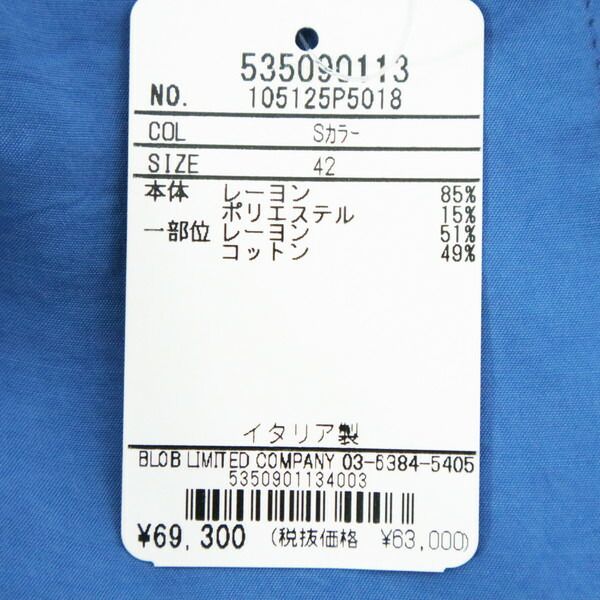 535090113
NO. 105125P5018
COL Sカラー
SIZE 42
本体 レーヨン 85%
ポリエステル 15%
一部位 レーヨン 51%
コットン 49%
イタリア製
BLOB LIMITED COMPANY 03-6384-5405
5350901134003
¥69,300 (税抜価格 ¥63,000)